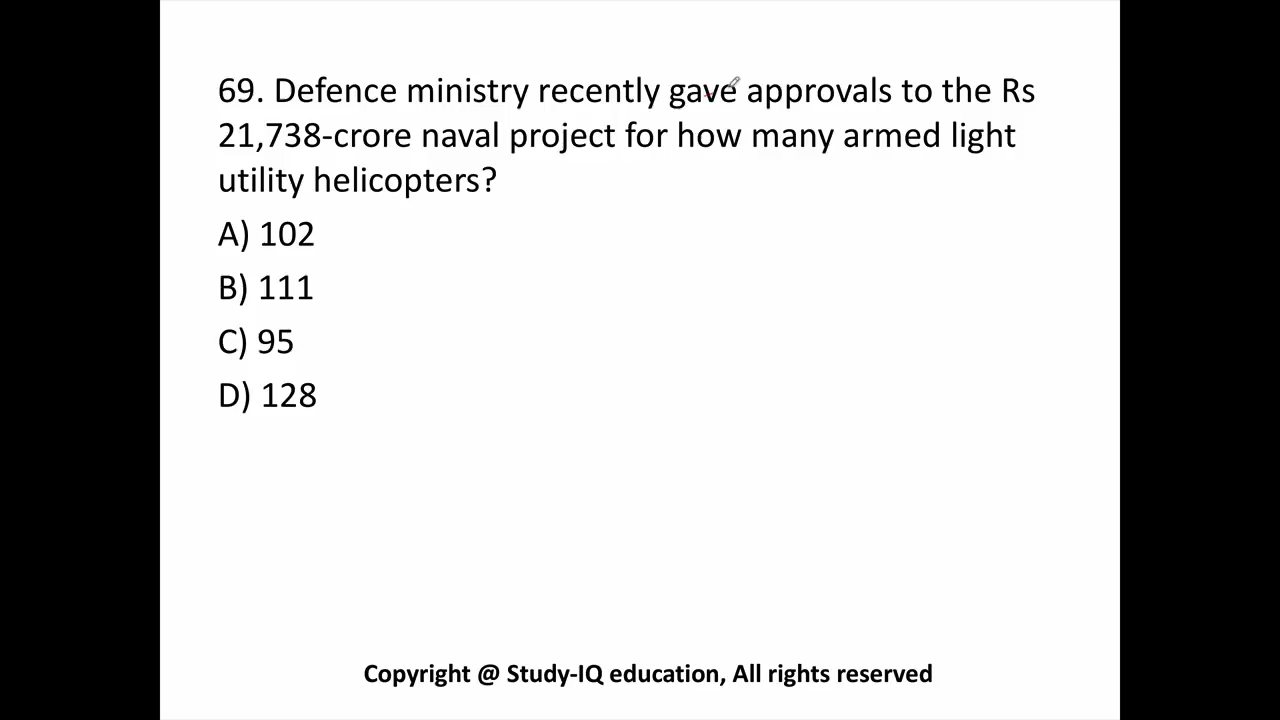 69. Defence ministry recently gave approvals to the Rs
21,738-crore naval project for how many armed light
utility helicopters?
A) 102
B) 111
C) 95
D) 128
Copyright @ Study-IQ education, All rights reserved